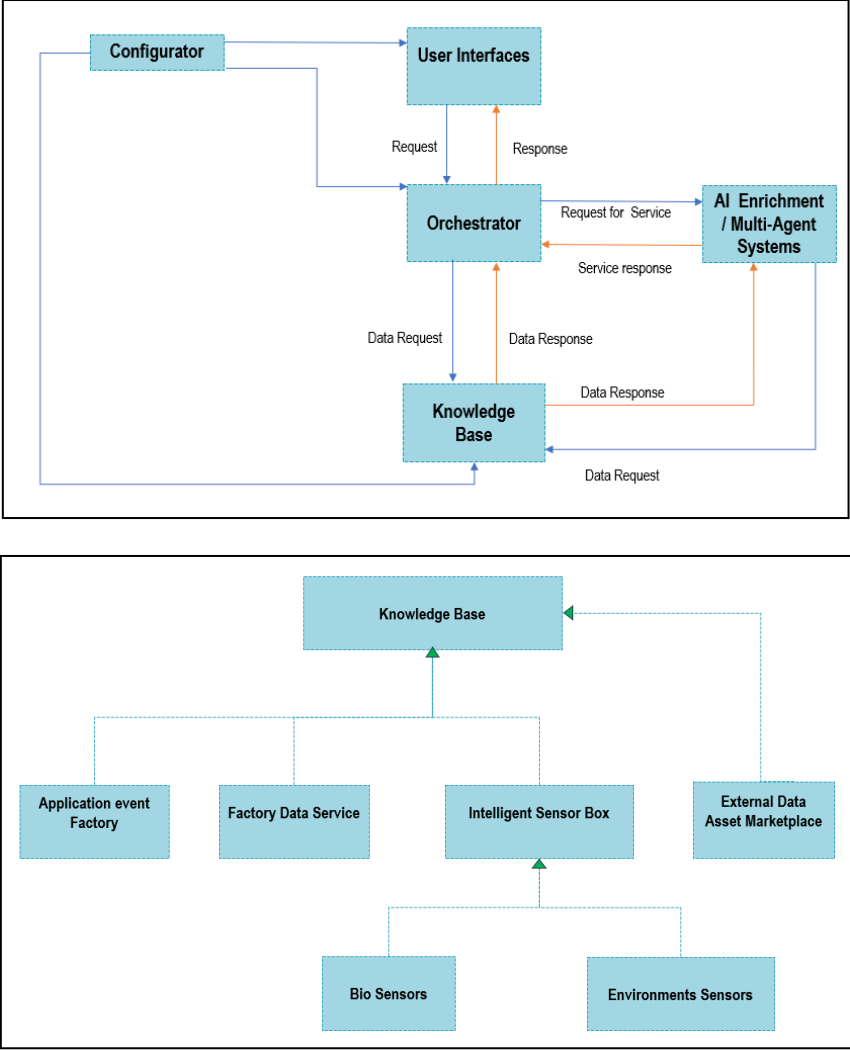 Configurator
User Interfaces
Request
Response
Orchestrator
Request for Service
AI Enrichment
/ Multi-Agent
Systems
Service response
Data Request
Data Response
Knowledge
Base
Data Response
Data Request
Knowledge Base
Application event
Factory
Factory Data Service
Intelligent Sensor Box
External Data
Asset Marketplace
Bio Sensors
Environments Sensors